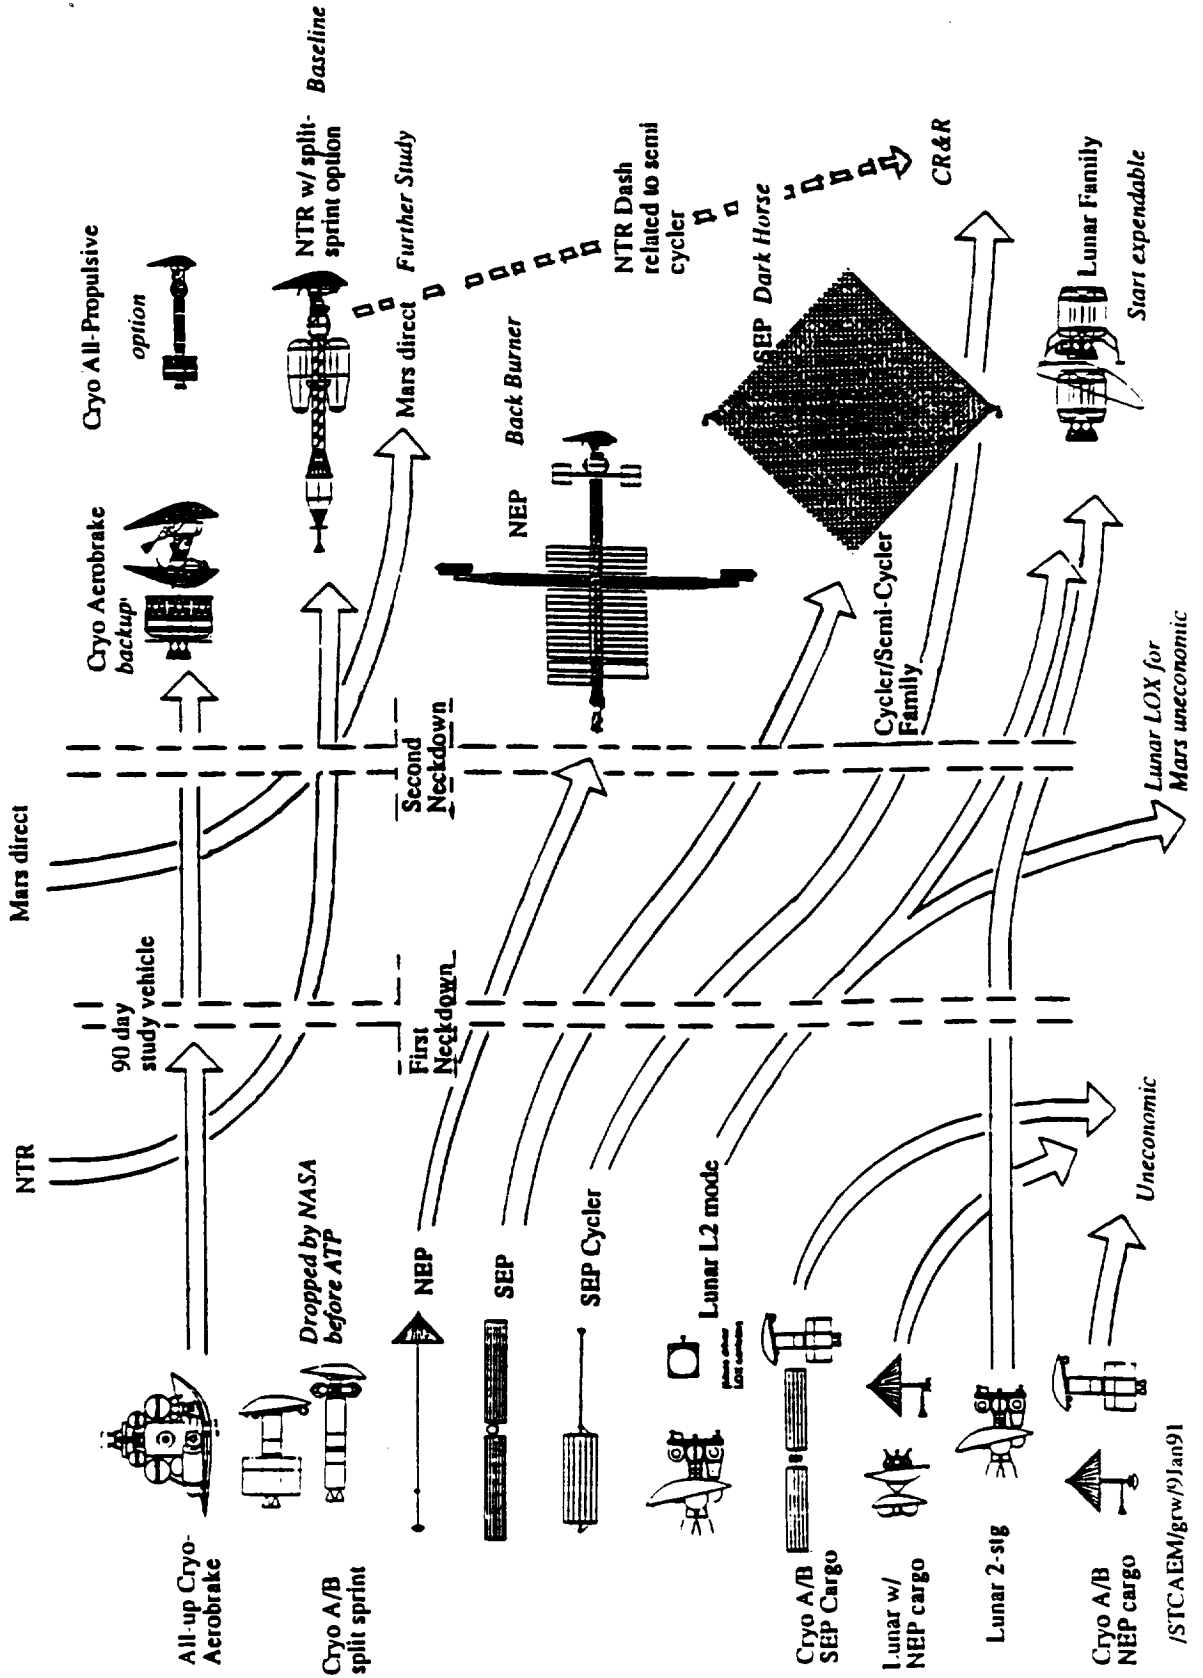 All-up Cryo-
Aerobrake
Cryo A/B
split sprint
Dropped by NASA
before ATP
NEP
SEP
SEP Cycler
Lunar L2 mode
Cryo A/B
SEP Cargo
Lunar w/
NEP cargo
Lunar 2-stg
Cryo A/B
NEP cargo
/STCAEM/grw/9Jan91
NTR
90 day
study vehicle
First
Neckdown
Uneconomic
Mars direct
Second
Neckdown
Lunar LOX for
Mars uneconomic
Cryo Aerobrake
backup'
Cryo All-Propulsive
option
NTR w/ split-
sprint option
Baseline
Mars direct
Further Study
NEP
Back Burner
NTR Dash
related to semi
cycler
SEP
Dark Horse
Cycler/Semi-Cycler
Family
CR&R
Lunar Family
Start expendable